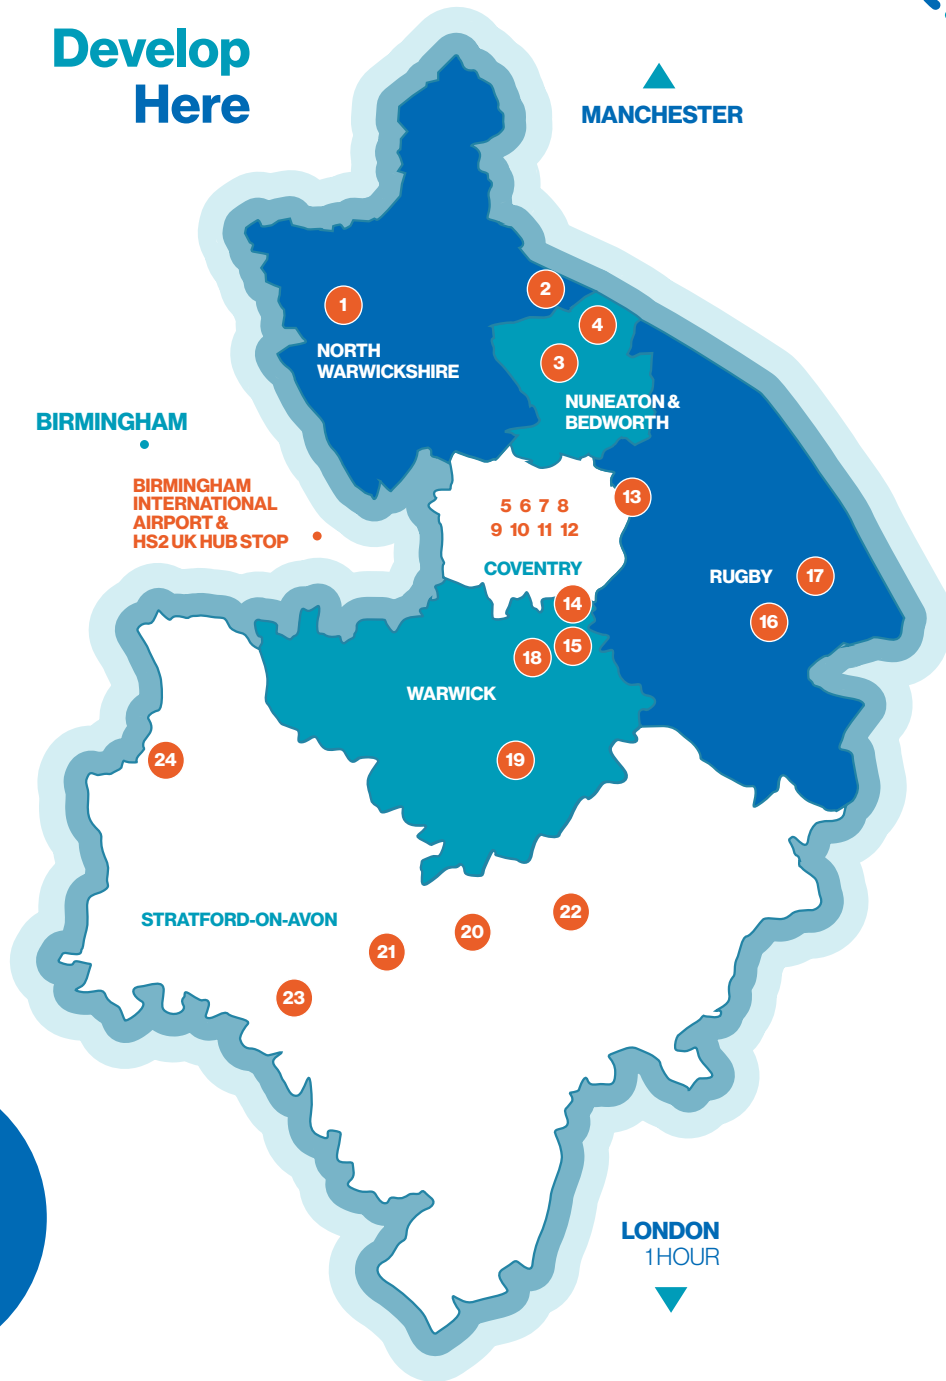 Develop
Here
MANCHESTER
1
2
4
3
NORTH
WARWICKSHIRE
NUNEATON &
BEDWORTH
BIRMINGHAM
BIRMINGHAM
INTERNATIONAL
AIRPORT &
HS2 UK HUB STOP
5 6 7 8
9 10 11 12
COVENTRY
13
RUGBY
17
16
14
15
18
WARWICK
19
24
STRATFORD-ON-AVON
22
20
21
23
LONDON
1HOUR